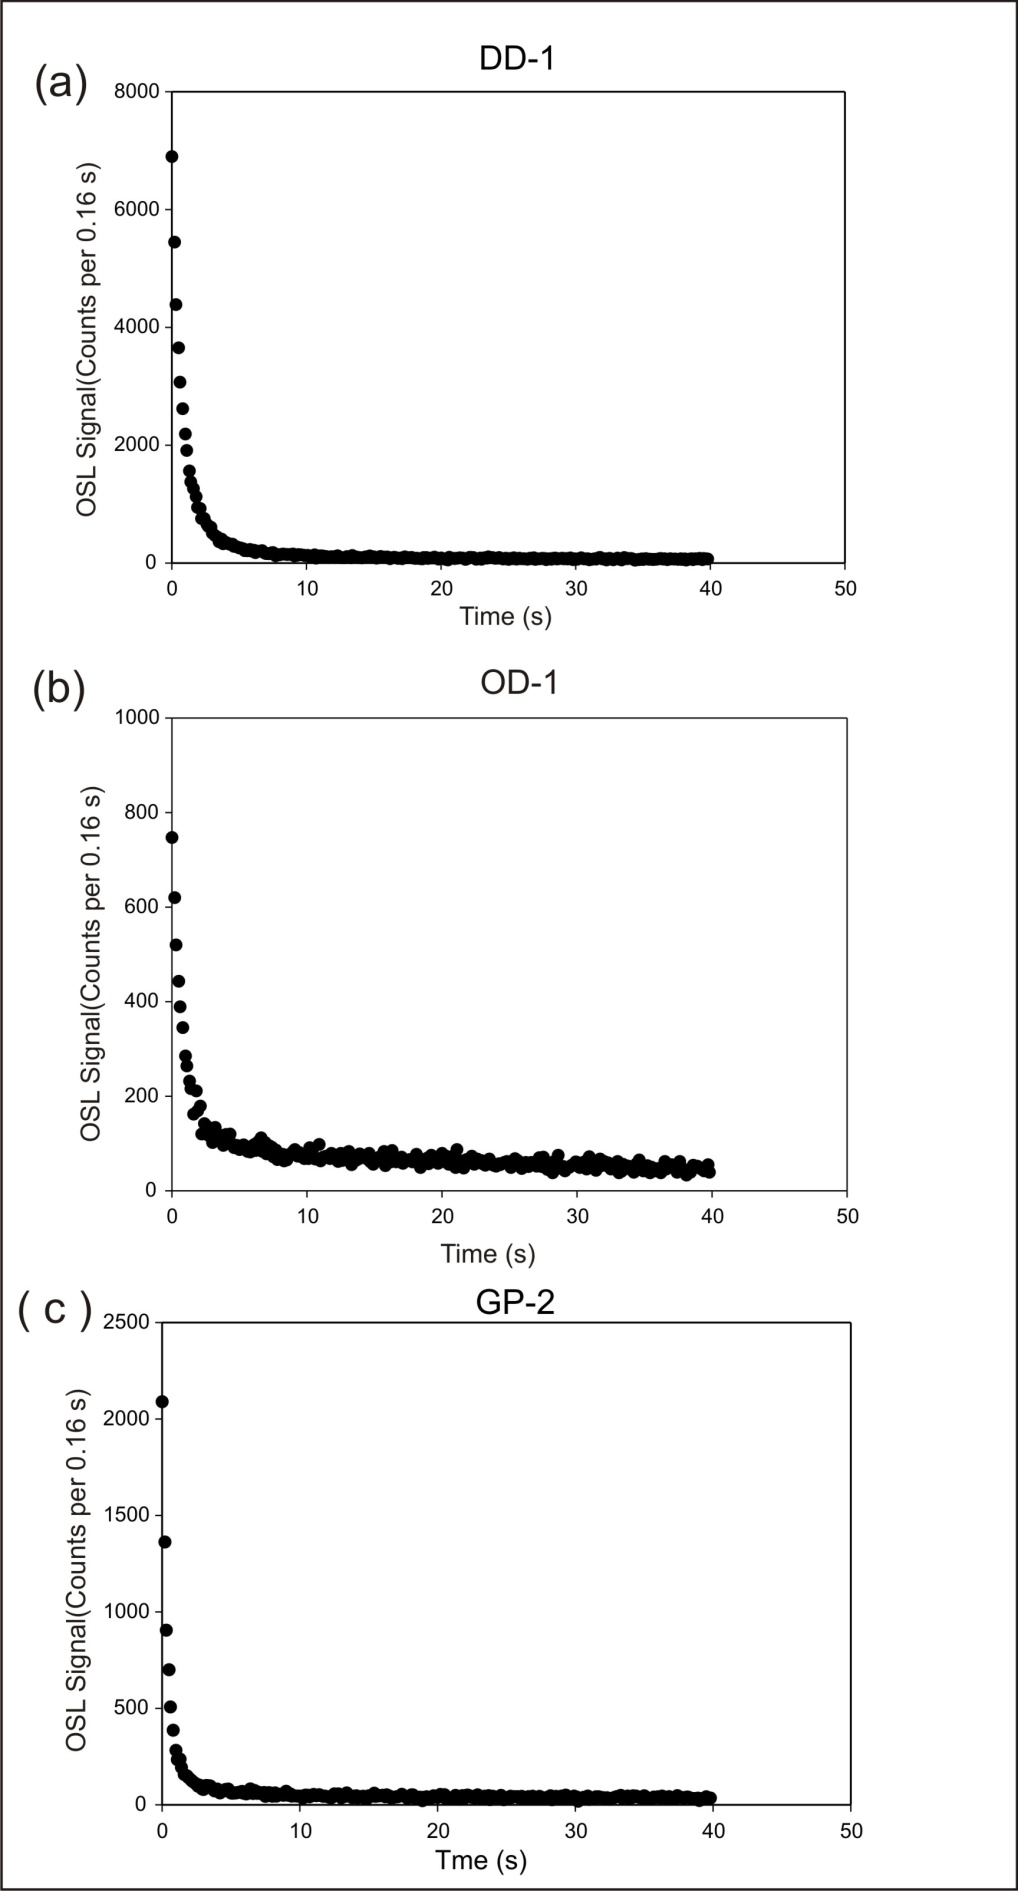 (a)
DD-1
8000
6000
4000
2000
0
OSL Signal(Counts per 0.16 s)
0 10 20 30 40 50
Time (s)
(b)
OD-1
1000
800
600
400
200
0
OSL Signal(Counts per 0.16 s)
0 10 20 30 40 50
Time (s)
( c )
GP-2
2500
2000
1500
1000
500
0
OSL Signal(Counts per 0.16 s)
0 10 20 30 40 50
Tme (s)